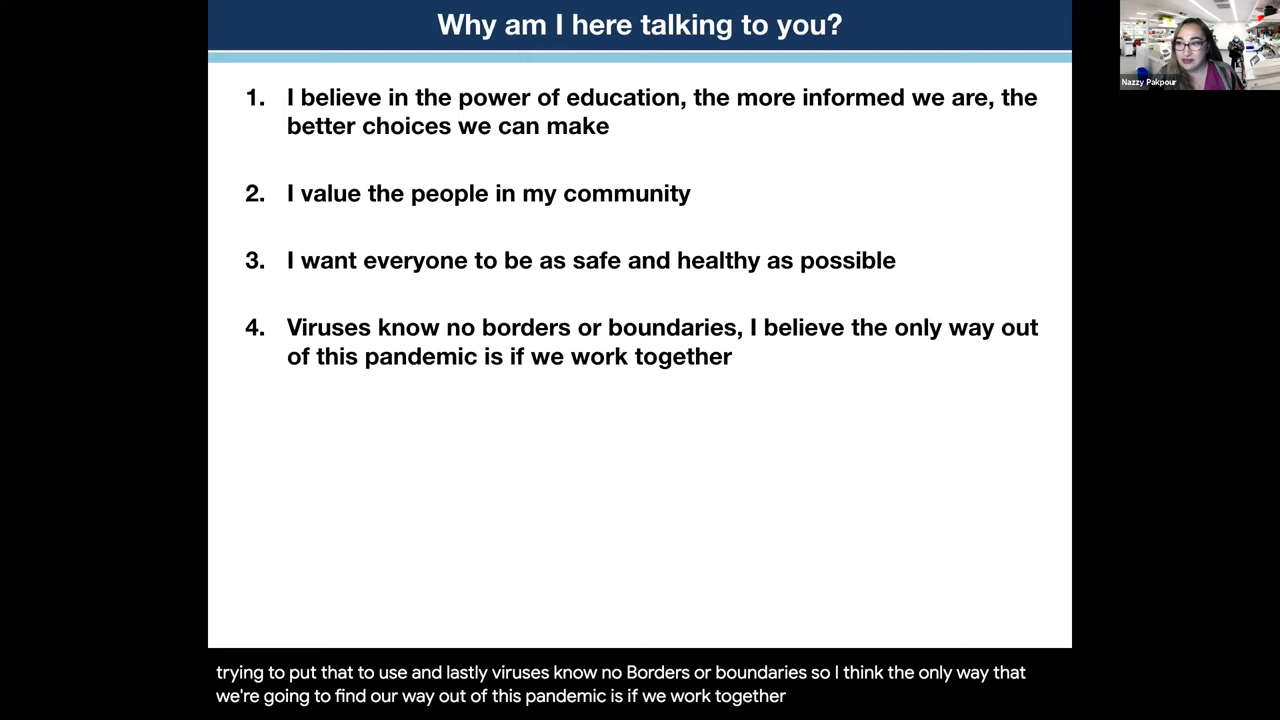 Why am I here talking to you?
Nazzy Pakpour
1. I believe in the power of education, the more informed we are, the
better choices we can make
2. I value the people in my community
3. I want everyone to be as safe and healthy as possible
4. Viruses know no borders or boundaries, I believe the only way out
of this pandemic is if we work together
trying to put that to use and lastly viruses know no Borders or boundaries so I think the only way that
we're going to find our way out of this pandemic is if we work together